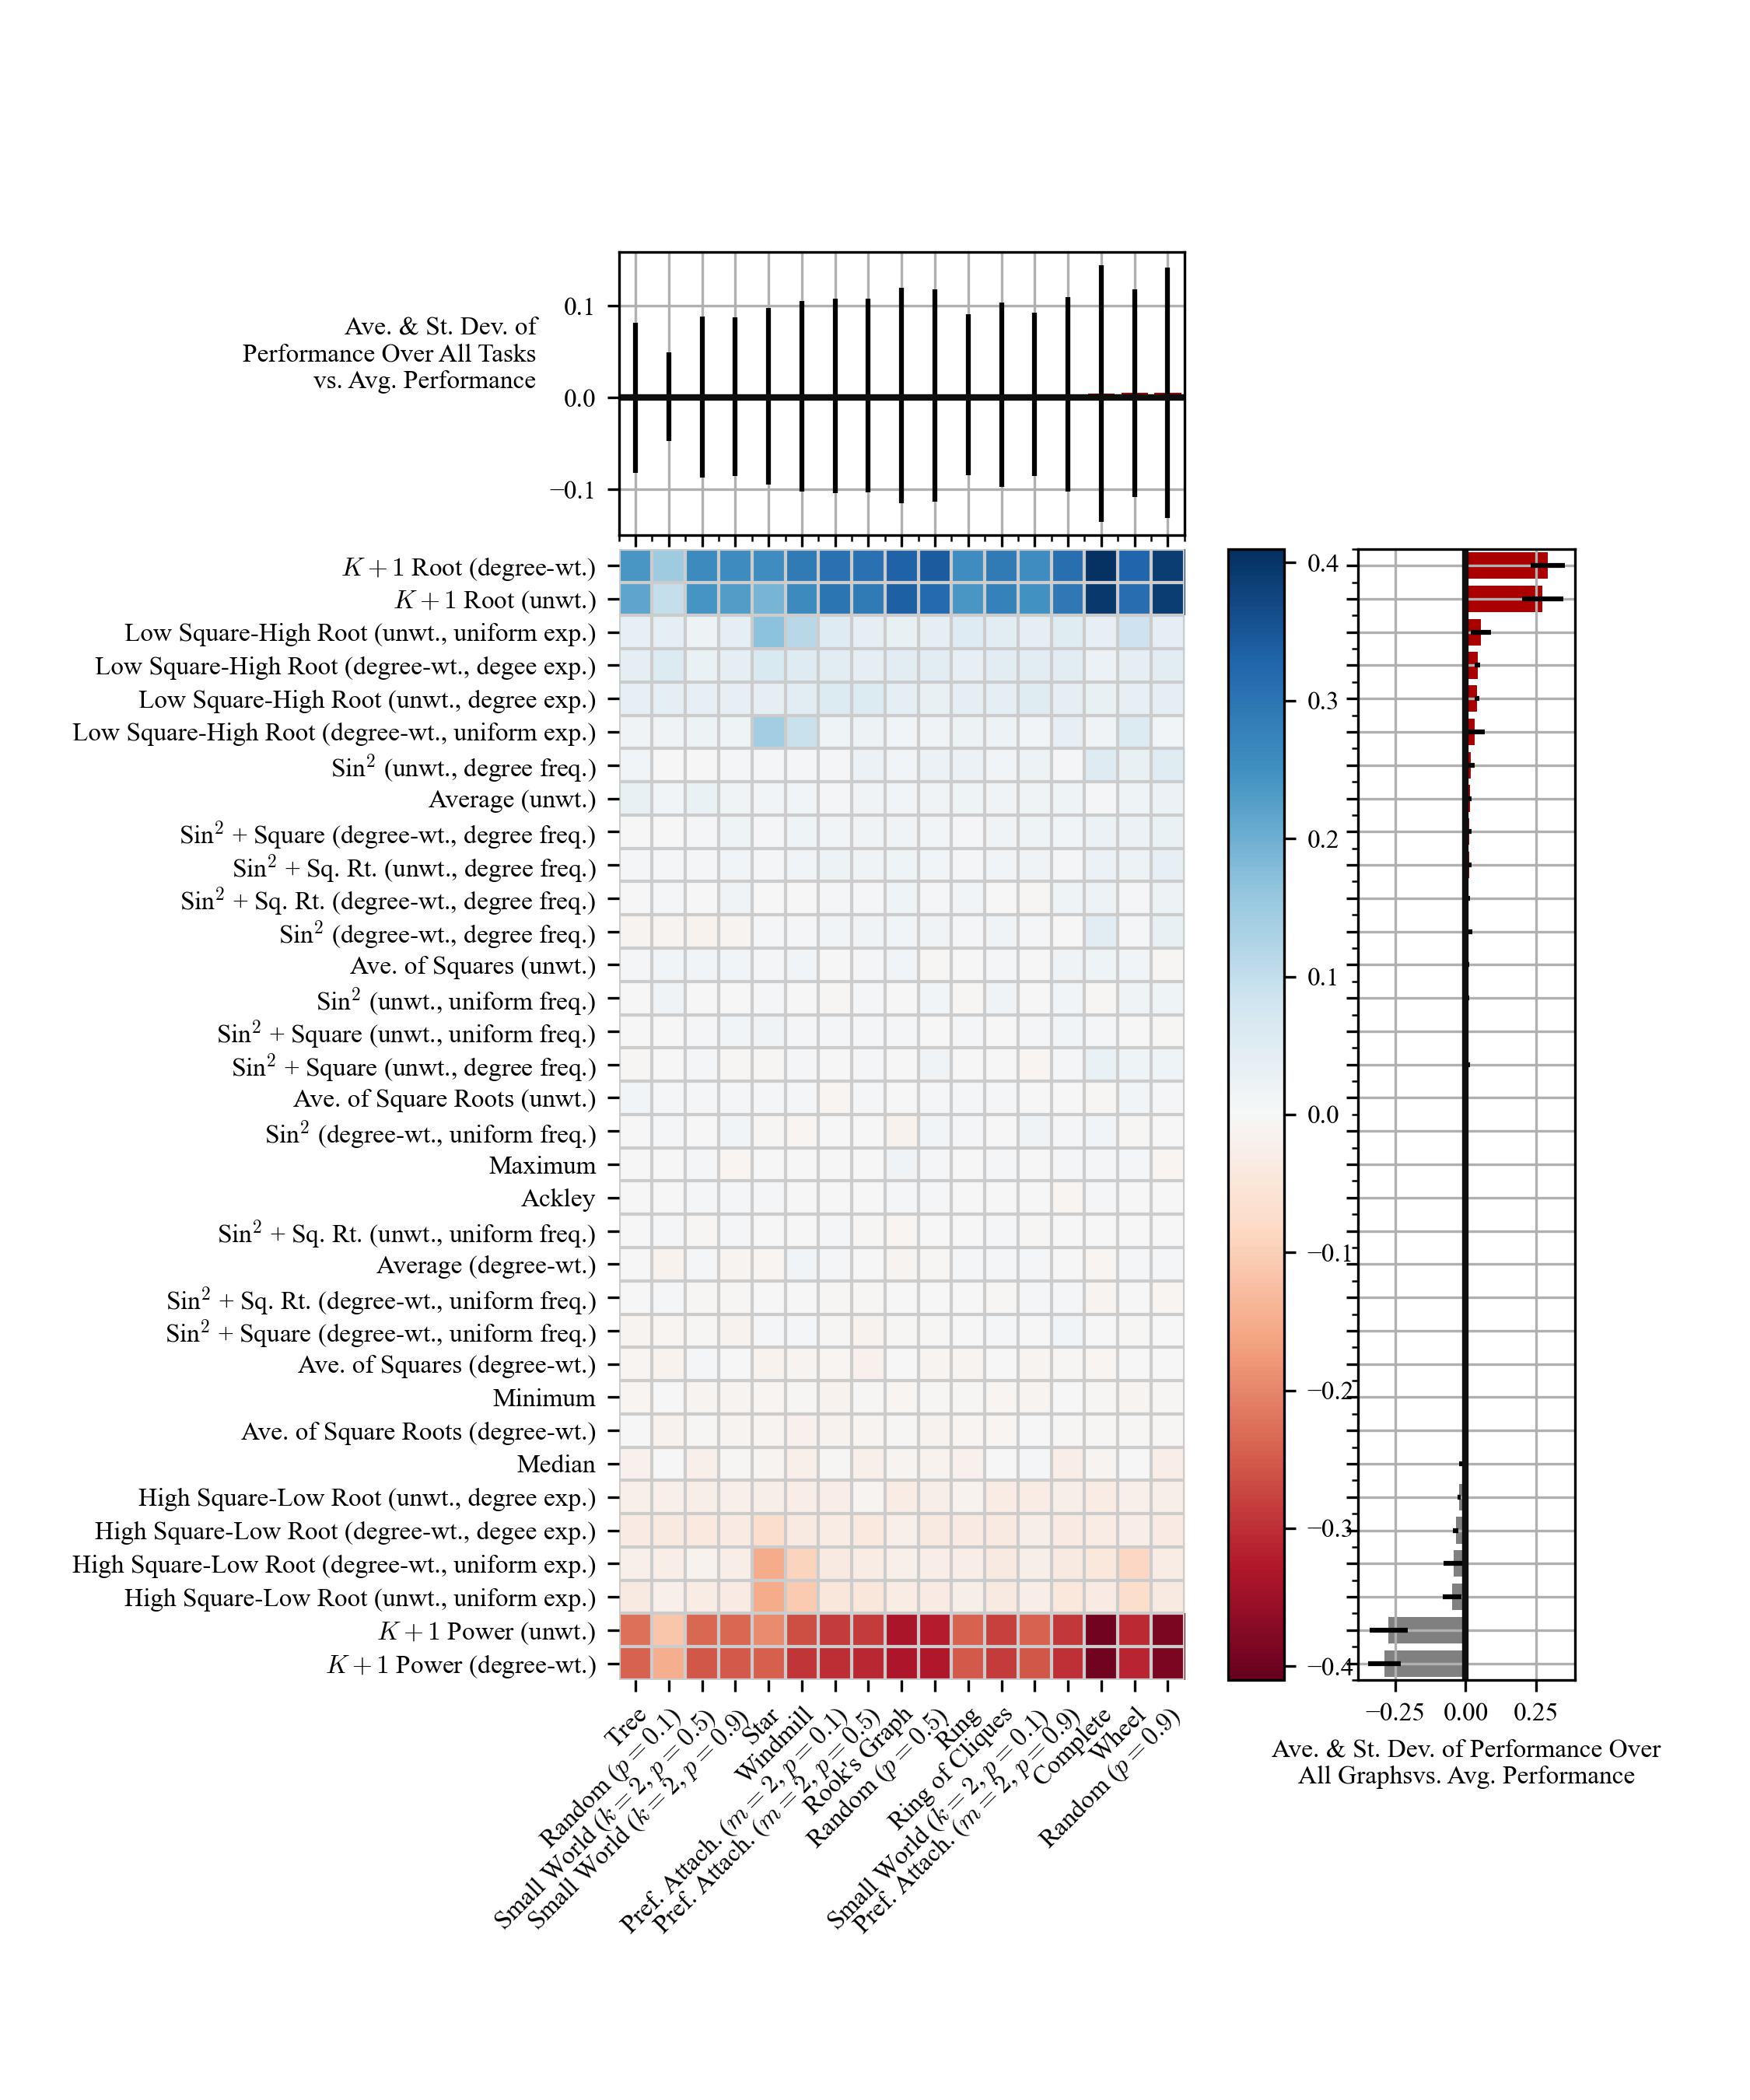 Ave. & St. Dev. of
Performance Over All Tasks
vs. Avg. Performance
0.1
0.0
−0.1
K + 1 Root (degree-wt.)
K + 1 Root (unwt.)
Low Square-High Root (unwt., uniform exp.)
Low Square-High Root (degree-wt., degee exp.)
Low Square-High Root (unwt., degree exp.)
Low Square-High Root (degree-wt., uniform exp.)
Sin² (unwt., degree freq.)
Average (unwt.)
Sin² + Square (degree-wt., degree freq.)
Sin² + Sq. Rt. (unwt., degree freq.)
Sin² + Sq. Rt. (degree-wt., degree freq.)
Sin² (degree-wt., degree freq.)
Ave. of Squares (unwt.)
Sin² (unwt., uniform freq.)
Sin² + Square (unwt., uniform freq.)
Sin² + Square (unwt., degree freq.)
Ave. of Square Roots (unwt.)
Sin² (degree-wt., uniform freq.)
Maximum
Ackley
Sin² + Sq. Rt. (unwt., uniform freq.)
Average (degree-wt.)
Sin² + Sq. Rt. (degree-wt., uniform freq.)
Sin² + Square (degree-wt., uniform freq.)
Ave. of Squares (degree-wt.)
Minimum
Ave. of Square Roots (degree-wt.)
Median
High Square-Low Root (unwt., degree exp.)
High Square-Low Root (degree-wt., degee exp.)
High Square-Low Root (degree-wt., uniform exp.)
High Square-Low Root (unwt., uniform exp.)
K + 1 Power (unwt.)
K + 1 Power (degree-wt.)
Tree
Random (p = 0.1)
Small World (k = 2, p = 0.5)
Small World (k = 2, p = 0.9)
Star
Windmill
Pref. Attach. (m = 2, p = 0.1)
Pref. Attach. (m = 2, p = 0.5)
Rook's Graph
Random (p = 0.5)
Ring
Ring of Cliques
Small World (k = 2, p = 0.1)
Pref. Attach. (m = 2, p = 0.9)
Complete
Wheel
Random (p = 0.9)
0.4
0.3
0.2
0.1
0.0
−0.1
−0.2
−0.3
−0.4
−0.25 0.00 0.25
Ave. & St. Dev. of Performance Over
All Graphsvs. Avg. Performance